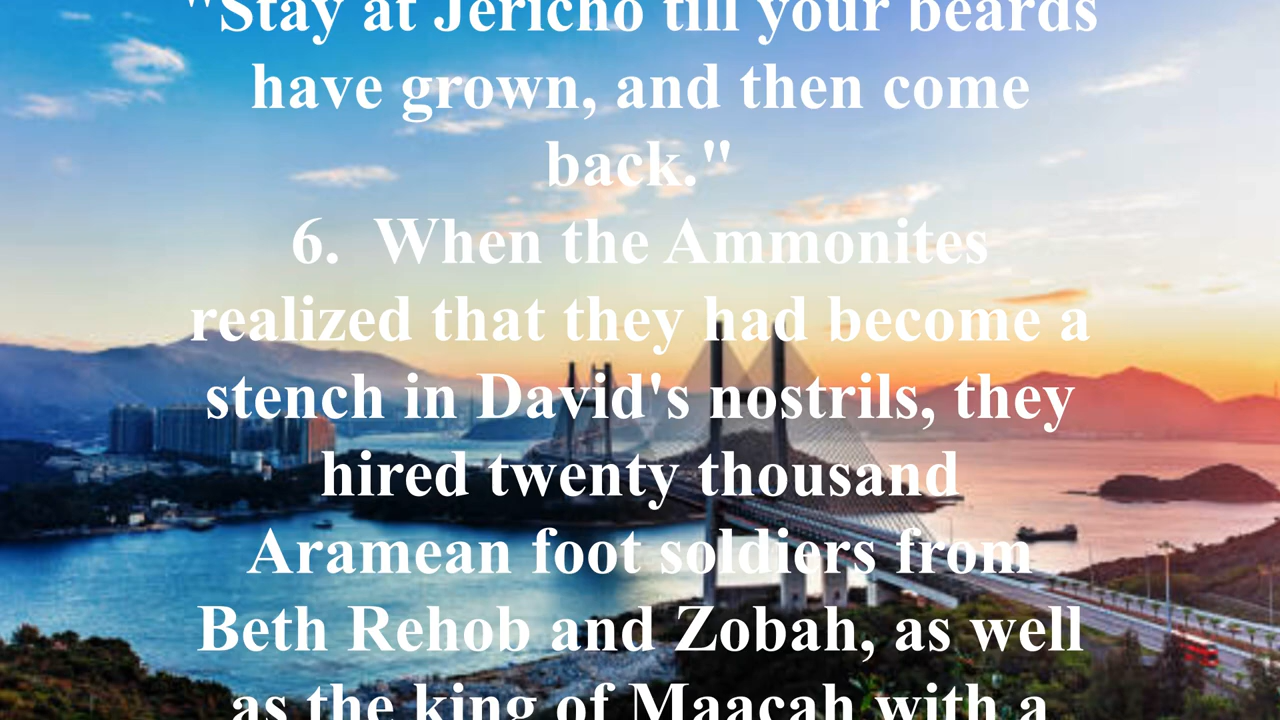 "Stay at Jericho till your beards
have grown, and then come
back."
6.  When the Ammonites
realized that they had become a
stench in David's nostrils, they
hired twenty thousand
Aramean foot soldiers from
Beth Rehob and Zobah, as well
as the king of Maacah with a